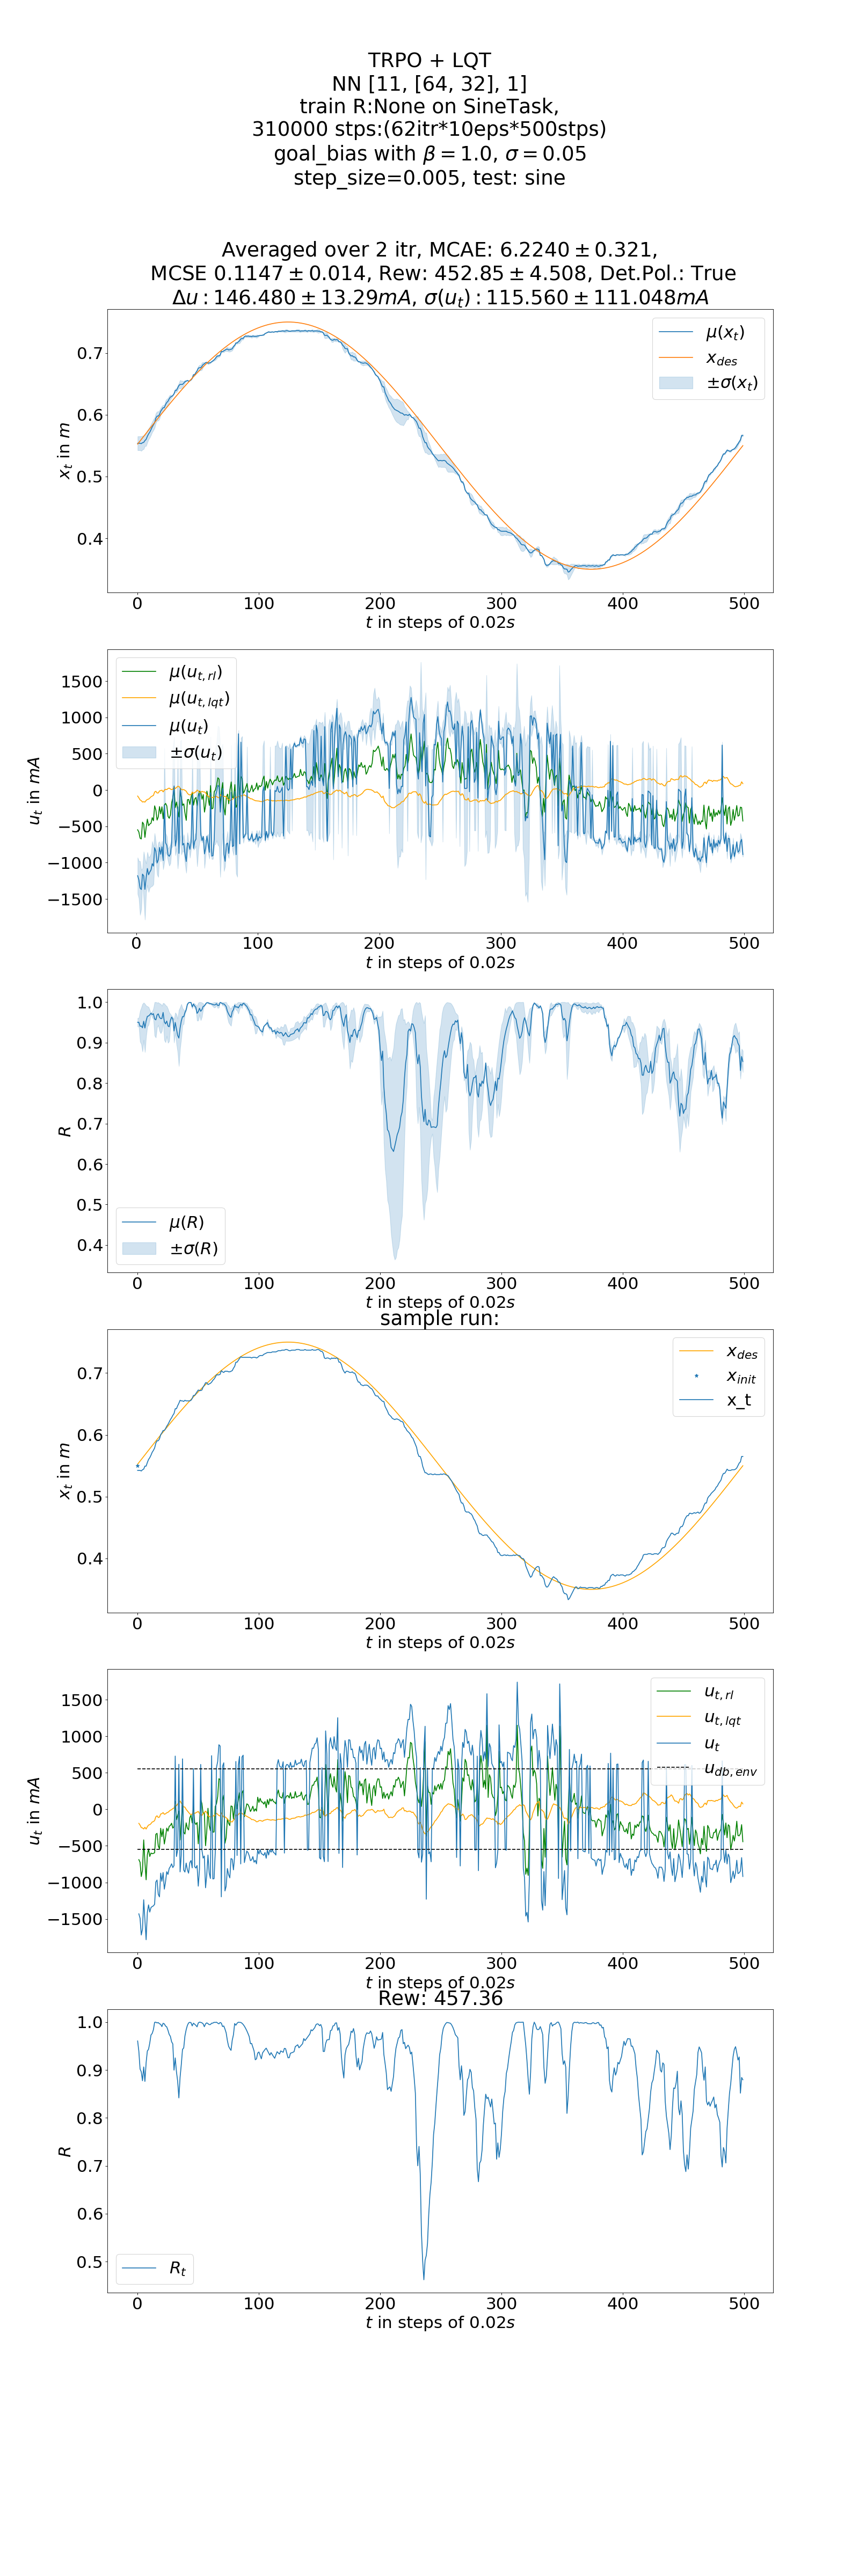 TRPO + LQT
NN [11, [64, 32], 1]
train R:None on SineTask,
310000 stps:(62itr*10eps*500stps)
goal_bias with β = 1.0, σ = 0.05
step_size=0.005, test: sine
Averaged over 2 itr, MCAE: 6.2240 ± 0.321,
MCSE 0.1147 ± 0.014, Rew: 452.85 ± 4.508, Det.Pol.: True
Δu : 146.480 ± 13.29mA, σ(u_t) : 115.560 ± 111.048mA
x_t in m
0.7
0.6
0.5
0.4
μ(x_t)
x_des
±σ(x_t)
0 100 200 300 400 500
t in steps of 0.02s
u_t in mA
1500
1000
500
0
−500
−1000
−1500
μ(u_t,rl)
μ(u_t,lqt)
μ(u_t)
±σ(u_t)
0 100 200 300 400 500
t in steps of 0.02s
R
1.0
0.9
0.8
0.7
0.6
0.5
0.4
μ(R)
±σ(R)
0 100 200 300 400 500
t in steps of 0.02s
sample run:
x_t in m
0.7
0.6
0.5
0.4
x_des
x_init
x_t
0 100 200 300 400 500
t in steps of 0.02s
u_t in mA
1500
1000
500
0
−500
−1000
−1500
u_t,rl
u_t,lqt
u_t
u_db,env
0 100 200 300 400 500
t in steps of 0.02s
Rew: 457.36
R
1.0
0.9
0.8
0.7
0.6
0.5
R_t
0 100 200 300 400 500
t in steps of 0.02s